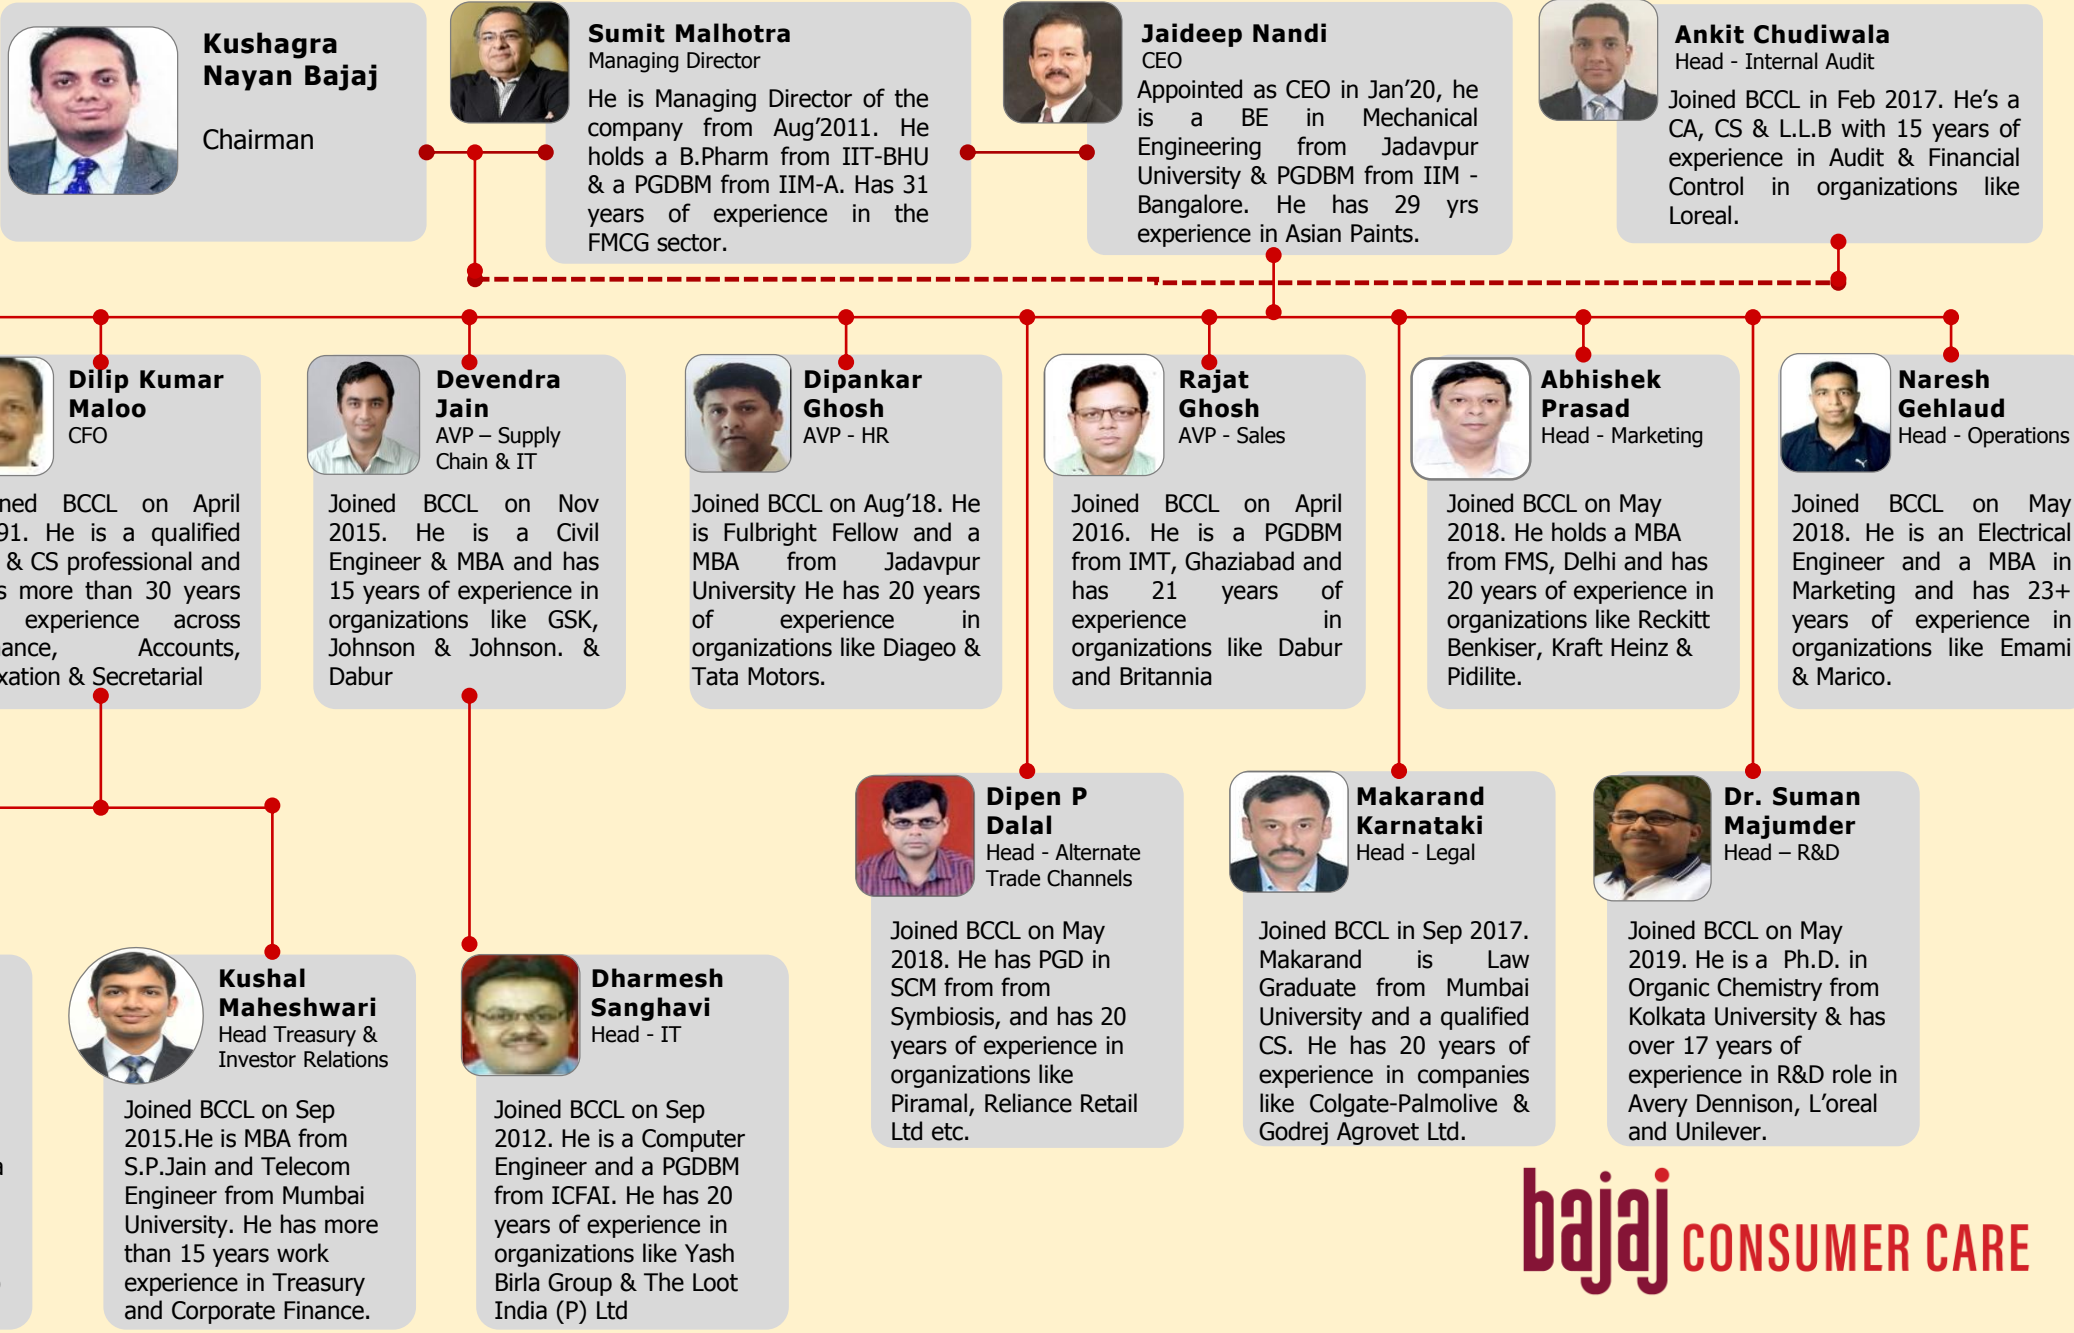 Kushagra
Nayan Bajaj
Chairman
Sumit Malhotra
Managing Director
He is Managing Director of the
company from Aug'2011. He
holds a B.Pharm from IIT-BHU
& a PGDBM from IIM-A. Has 31
years of experience in the
FMCG sector.
Jaideep Nandi
CEO
Appointed as CEO in Jan'20, he
is a BE in Mechanical
Engineering from Jadavpur
University & PGDBM from IIM -
Bangalore. He has 29 yrs
experience in Asian Paints.
Ankit Chudiwala
Head - Internal Audit
Joined BCCL in Feb 2017. He's a
CA, CS & L.L.B with 15 years of
experience in Audit & Financial
Control in organizations like
Loreal.
Dilip Kumar
Maloo
CFO
BCCL on April
He is a qualified
& CS professional and
more than 30 years
experience across
Accounts,
& Secretarial
Devendra
Jain
AVP – Supply
Chain & IT
Joined BCCL on Nov
2015. He is a Civil
Engineer & MBA and has
15 years of experience in
organizations like GSK,
Johnson & Johnson. &
Dabur
Dipankar
Ghosh
AVP - HR
Joined BCCL on Aug'18. He
is Fulbright Fellow and a
MBA from Jadavpur
University He has 20 years
of experience in
organizations like Diageo &
Tata Motors.
Rajat
Ghosh
AVP - Sales
Joined BCCL on April
2016. He is a PGDBM
from IMT, Ghaziabad and
has 21 years of
experience in
organizations like Dabur
and Britannia
Abhishek
Prasad
Head - Marketing
Joined BCCL on May
2018. He holds a MBA
from FMS, Delhi and has
20 years of experience in
organizations like Reckitt
Benkiser, Kraft Heinz &
Pidilite.
Naresh
Gehlaud
Head - Operations
Joined BCCL on May
2018. He is an Electrical
Engineer and a MBA in
Marketing and has 23+
years of experience in
organizations like Emami
& Marico.
Kushal
Maheshwari
Head Treasury &
Investor Relations
Joined BCCL on Sep
2015.He is MBA from
S.P.Jain and Telecom
Engineer from Mumbai
University. He has more
than 15 years work
experience in Treasury
and Corporate Finance.
Dharmesh
Sanghavi
Head - IT
Joined BCCL on Sep
2012. He is a Computer
Engineer and a PGDBM
from ICFAI. He has 20
years of experience in
organizations like Yash
Birla Group & The Loot
India (P) Ltd
Dipen P
Dalal
Head - Alternate
Trade Channels
Joined BCCL on May
2018. He has PGD in
SCM from from
Symbiosis, and has 20
years of experience in
organizations like
Piramal, Reliance Retail
Ltd etc.
Makarand
Karnataki
Head - Legal
Joined BCCL in Sep 2017.
Makarand is Law
Graduate from Mumbai
University and a qualified
CS. He has 20 years of
experience in companies
like Colgate-Palmolive &
Godrej Agrovet Ltd.
Dr. Suman
Majumder
Head – R&D
Joined BCCL on May
2019. He is a Ph.D. in
Organic Chemistry from
Kolkata University & has
over 17 years of
experience in R&D role in
Avery Dennison, L'oreal
and Unilever.
bajaj CONSUMER CARE